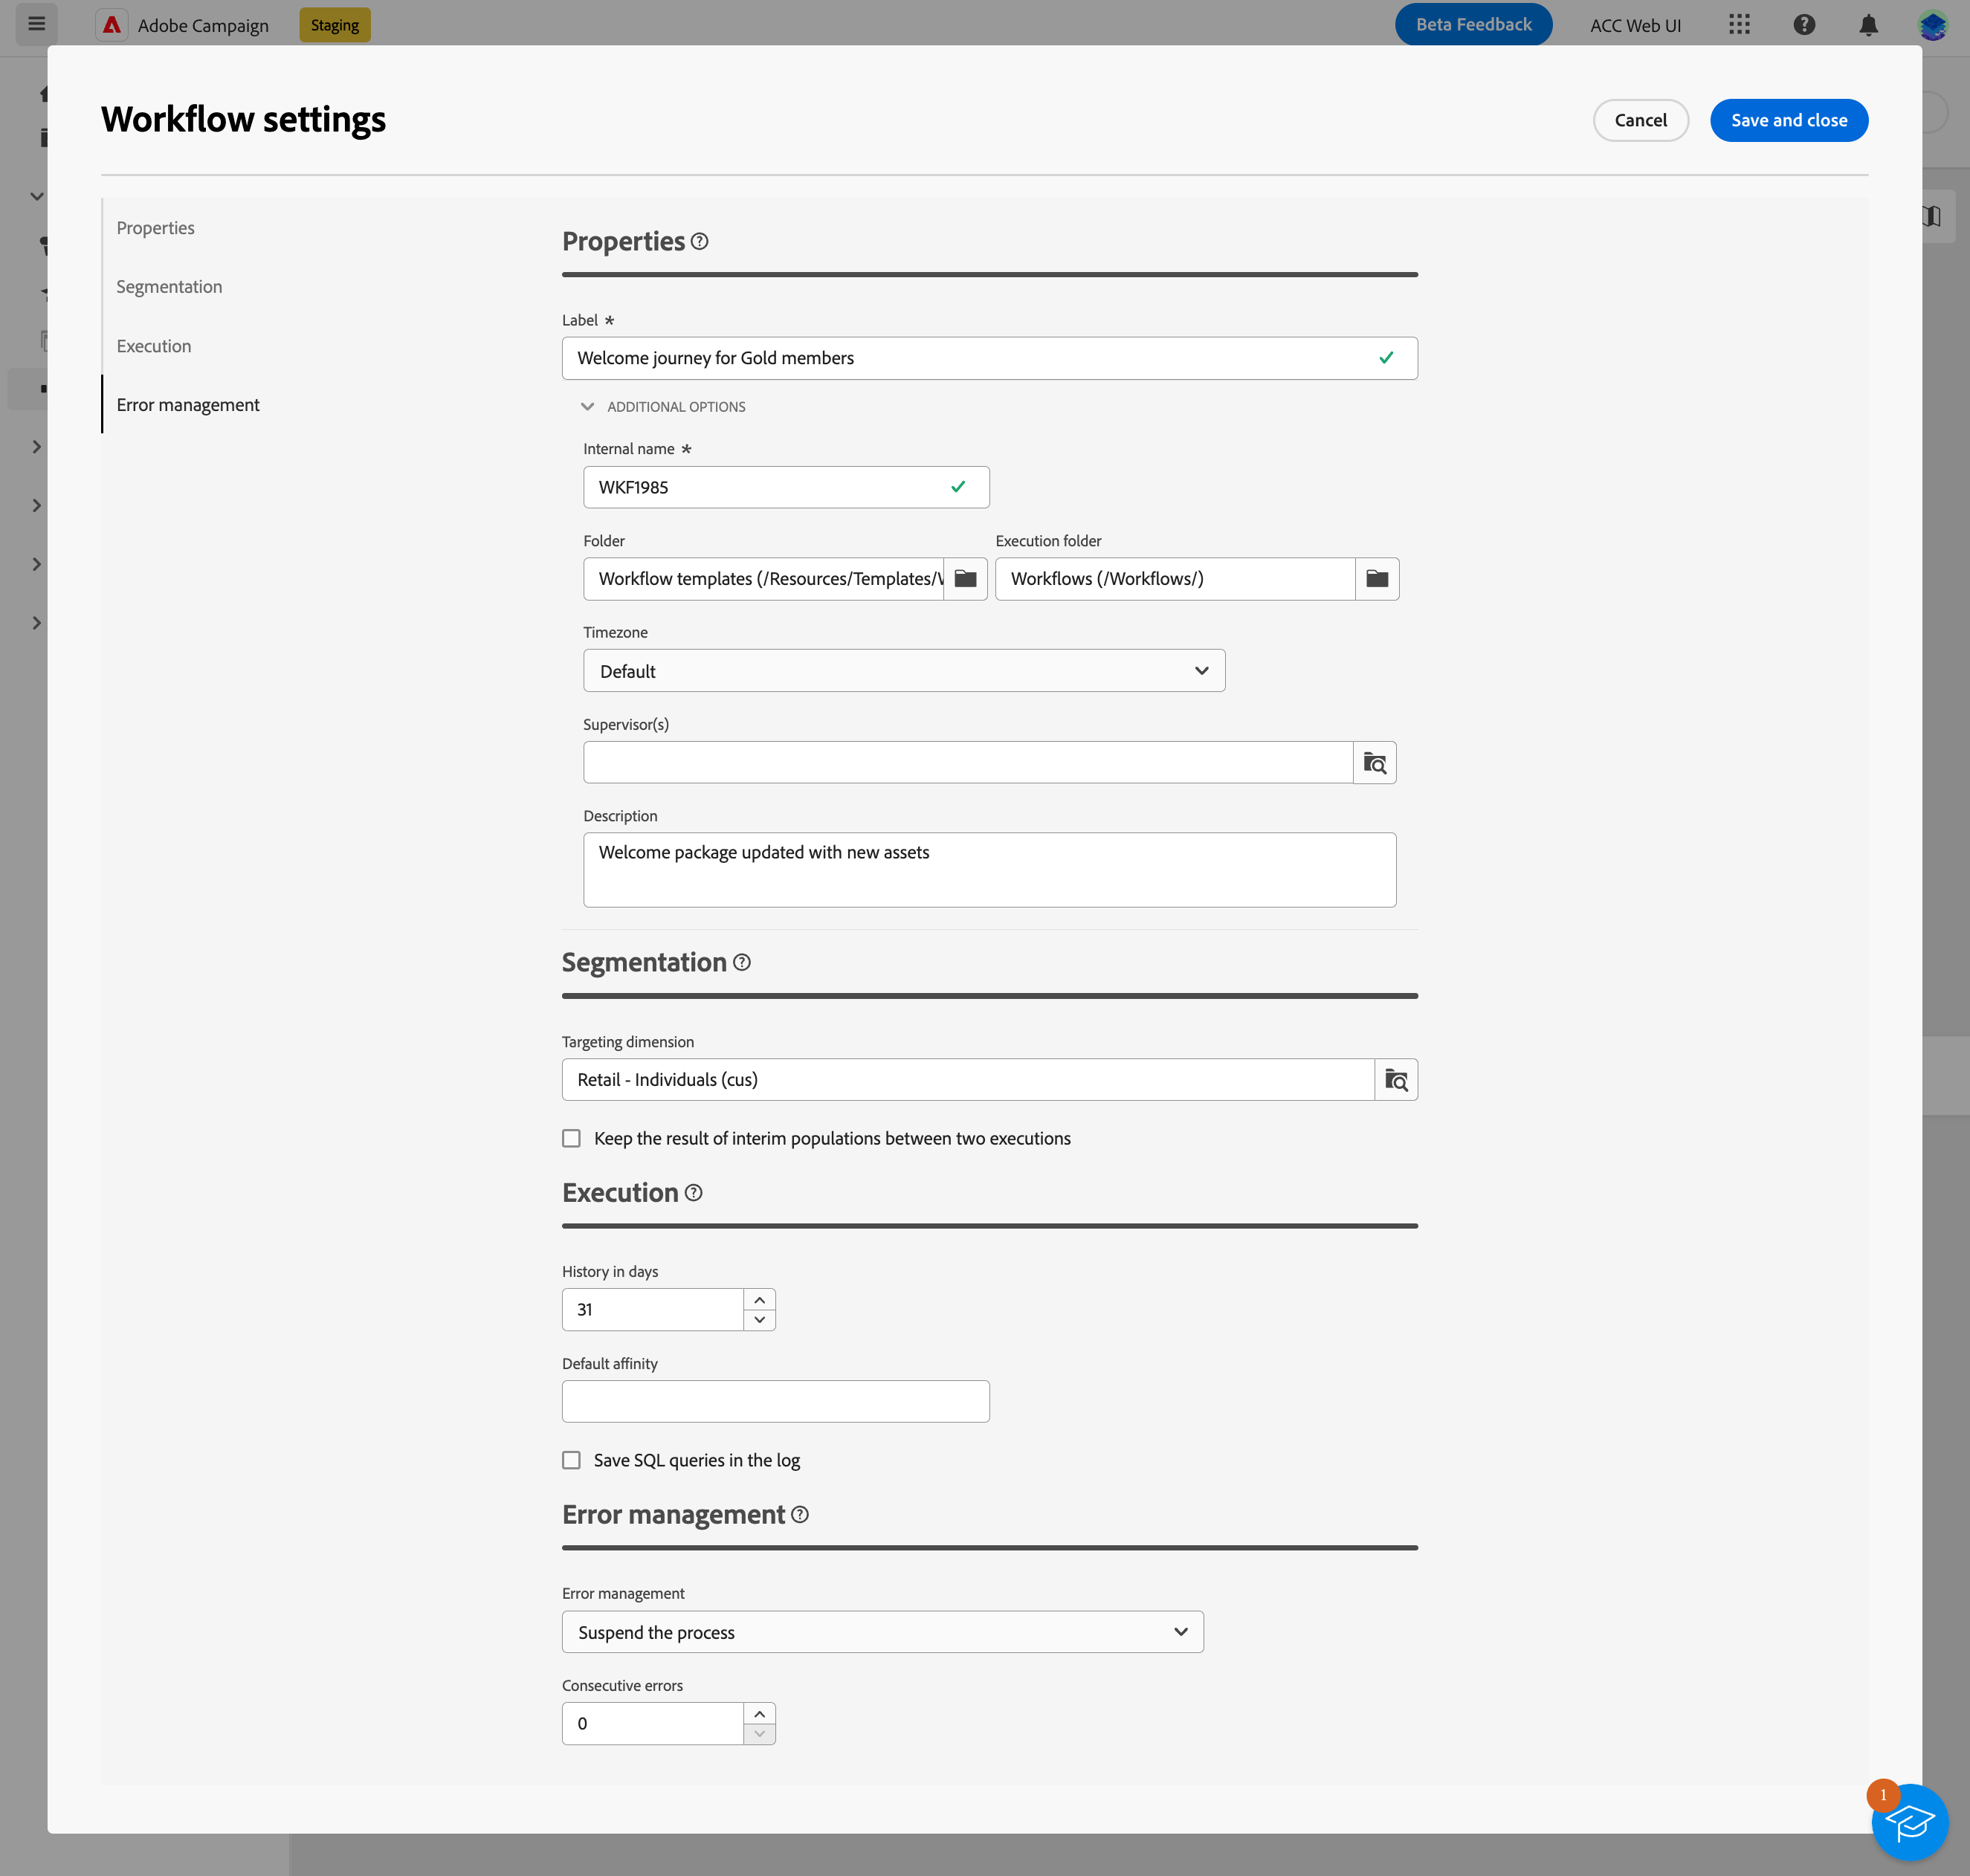 Adobe Campaign
Staging
Beta Feedback
ACC Web UI
Workflow settings
Cancel
Save and close
Properties
Segmentation
Execution
Error management
Properties
Label *
Welcome journey for Gold members
ADDITIONAL OPTIONS
Internal name *
WKF1985
Folder
Execution folder
Workflow templates (/Resources/Templates/
Workflows (/Workflows/)
Timezone
Default
Supervisor(s)
Description
Welcome package updated with new assets
Segmentation
Targeting dimension
Retail - Individuals (cus)
Keep the result of interim populations between two executions
Execution
History in days
31
Default affinity
Save SQL queries in the log
Error management
Error management
Suspend the process
Consecutive errors
0
1